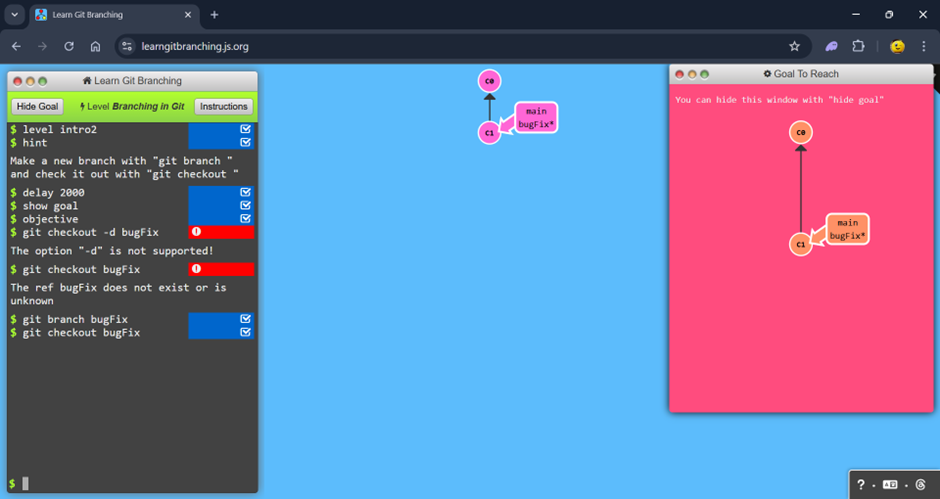 Learn Git Branching
learngitbranching.js.org
Learn Git Branching
Hide Goal
Level Branching in Git
Instructions
$ level intro2
$ hint
Make a new branch with "git branch "
and check it out with "git checkout "
$ delay 2000
$ show goal
$ objective
$ git checkout -d bugFix
The option "-d" is not supported!
$ git checkout bugFix
The ref bugFix does not exist or is
unknown
$ git branch bugFix
$ git checkout bugFix
$
c0
main
bugFix*
c1
Goal To Reach
You can hide this window with "hide goal"
c0
main
bugFix*
c1
?